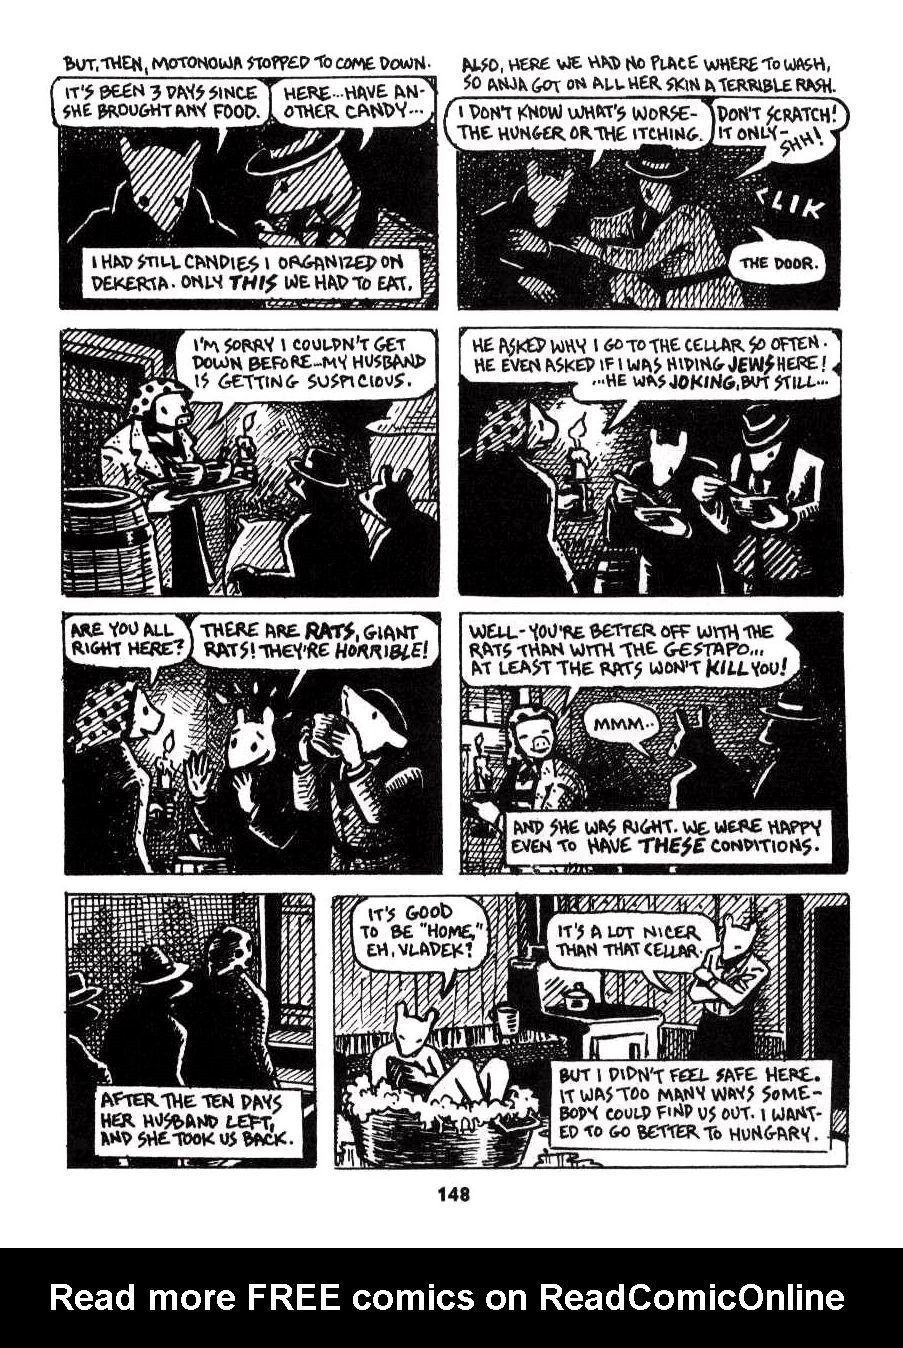 BUT, THEN, MOTONOWA STOPPED TO COME DOWN.
IT'S BEEN 3 DAYS SINCE
SHE BROUGHT ANY FOOD.
HERE...HAVE AN-
OTHER CANDY...
I HAD STILL CANDIES I ORGANIZED ON
DEKERTA. ONLY THIS WE HAD TO EAT.
ALSO, HERE WE HAD NO PLACE WHERE TO WASH,
SO ANJA GOT ON ALL HER SKIN A TERRIBLE RASH.
I DON'T KNOW WHAT'S WORSE-
THE HUNGER OR THE ITCHING.
DON'T SCRATCH!
IT ONLY-
SHH!
CLIK
THE DOOR.
I'M SORRY I COULDN'T GET
DOWN BEFORE...MY HUSBAND
IS GETTING SUSPICIOUS.
HE ASKED WHY I GO TO THE CELLAR SO OFTEN.
HE EVEN ASKED IF I WAS HIDING JEWS HERE!
...HE WAS JOKING, BUT STILL...
ARE YOU ALL
RIGHT HERE?
THERE ARE RATS, GIANT
RATS! THEY'RE HORRIBLE!
WELL-YOU'RE BETTER OFF WITH THE
RATS THAN WITH THE GESTAPO...
AT LEAST THE RATS WON'T KILL YOU!
MMM..
AND SHE WAS RIGHT. WE WERE HAPPY
EVEN TO HAVE THESE CONDITIONS.
AFTER THE TEN DAYS
HER HUSBAND LEFT,
AND SHE TOOK US BACK.
IT'S GOOD
TO BE "HOME,"
EH, VLADEK?
IT'S A LOT NICER
THAN THAT CELLAR.
BUT I DIDN'T FEEL SAFE HERE.
IT WAS TOO MANY WAYS SOME-
BODY COULD FIND US OUT. I WANT-
ED TO GO BETTER TO HUNGARY.
148
Read more FREE comics on ReadComicOnline